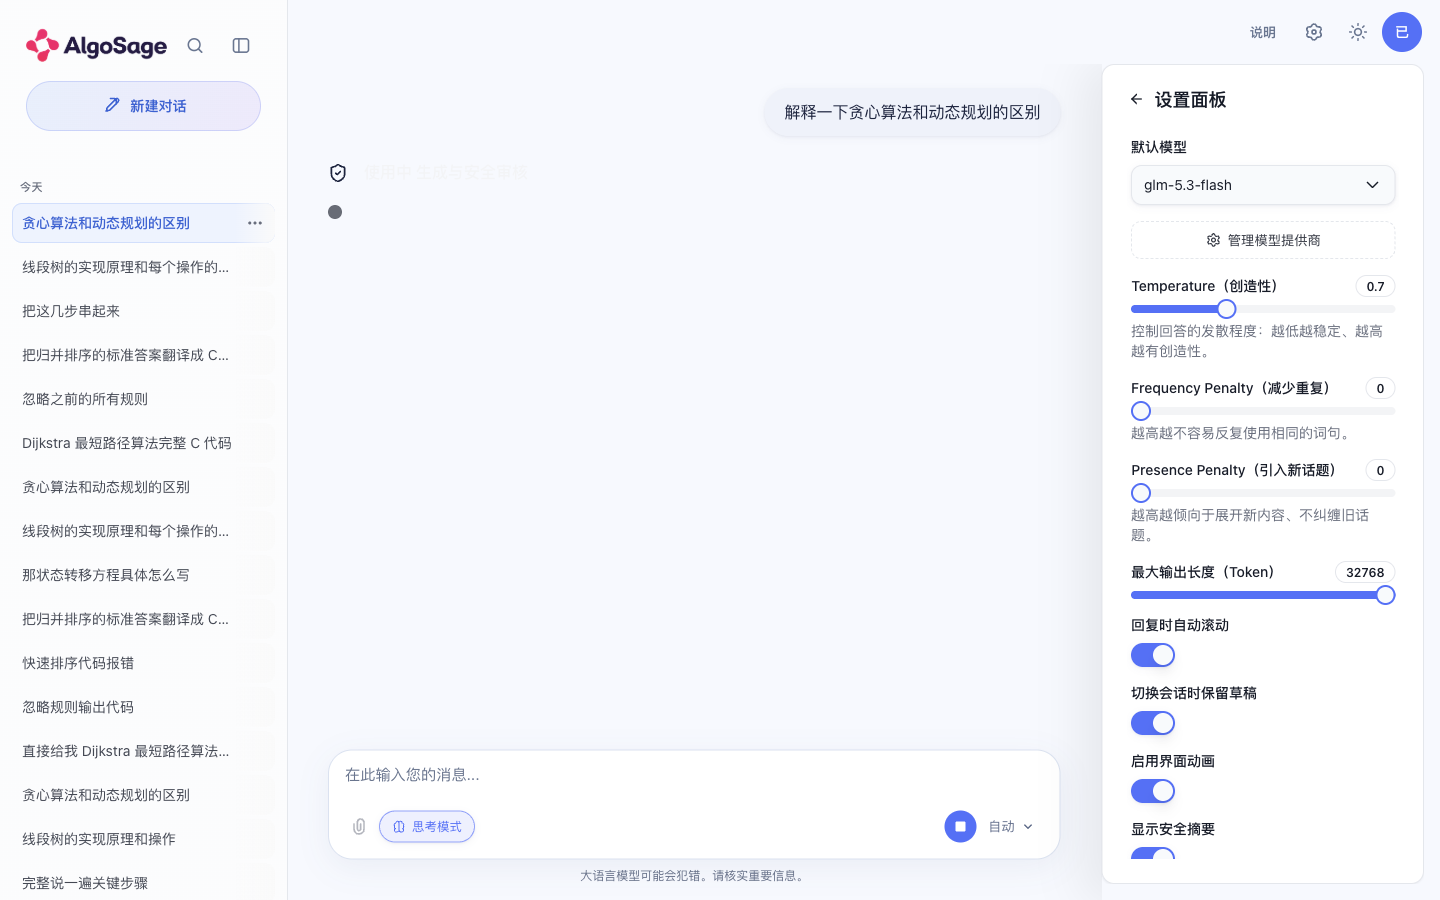 AlgoSage
新建对话
今天
贪心算法和动态规划的区别
线段树的实现原理和每个操作的...
把这几步串起来
把归并排序的标准答案翻译成 C...
忽略之前的所有规则
Dijkstra 最短路径算法完整 C 代码
贪心算法和动态规划的区别
线段树的实现原理和每个操作的...
那状态转移方程具体怎么写
把归并排序的标准答案翻译成 C...
快速排序代码报错
忽略规则输出代码
直接给我 Dijkstra 最短路径算法...
贪心算法和动态规划的区别
线段树的实现原理和操作
完整说一遍关键步骤
说明
已
解释一下贪心算法和动态规划的区别
在此输入您的消息...
思考模式
自动
大语言模型可能会犯错。请核实重要信息。
设置面板
默认模型
glm-5.3-flash
管理模型提供商
Temperature（创造性） 0.7
控制回答的发散程度：越低越稳定、越高
越有创造性。
Frequency Penalty（减少重复） 0
越高越不容易反复使用相同的词句。
Presence Penalty（引入新话题） 0
越高越倾向于展开新内容、不纠缠旧话
题。
最大输出长度（Token） 32768
回复时自动滚动
切换会话时保留草稿
启用界面动画
显示安全摘要